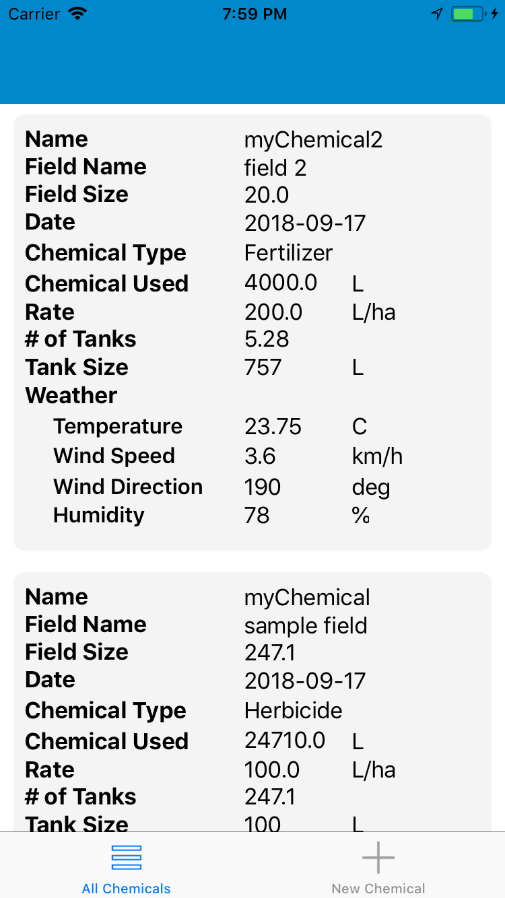 Carrier 7:59 PM
Name myChemical2
Field Name field 2
Field Size 20.0
Date 2018-09-17
Chemical Type Fertilizer
Chemical Used 4000.0 L
Rate 200.0 L/ha
# of Tanks 5.28
Tank Size 757 L
Weather
Temperature 23.75 C
Wind Speed 3.6 km/h
Wind Direction 190 deg
Humidity 78 %
Name myChemical
Field Name sample field
Field Size 247.1
Date 2018-09-17
Chemical Type Herbicide
Chemical Used 24710.0 L
Rate 100.0 L/ha
# of Tanks 247.1
Tank Size 100 L
All Chemicals New Chemical